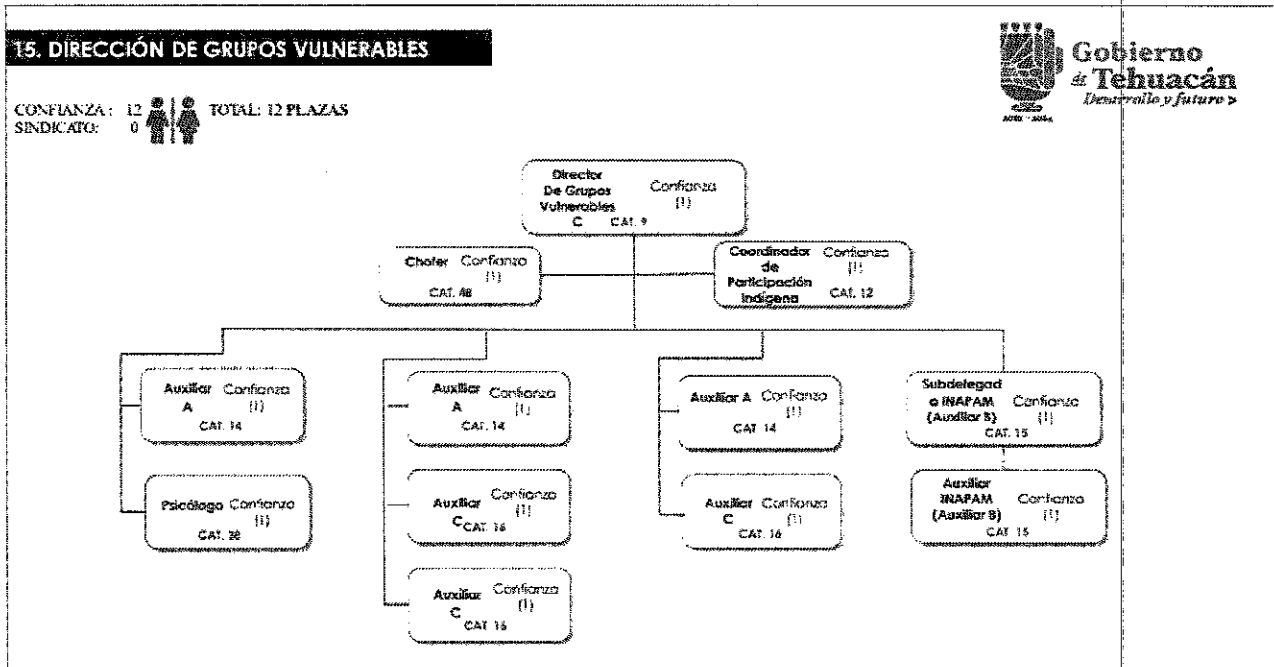 15. DIRECCIÓN DE GRUPOS VULNERABLES
Gobierno
de Tehuacán
Desarrollo y futuro >
CONFIANZA: 12
SINDICATO: 0
TOTAL: 12 PLAZAS
Director
De Grupos
Vulnerables
C
Confianza
(1)
CAT. 9
Chofer
Confianza
(1)
CAT. 48
Coordinador
de
Participación
Indígena
Confianza
(1)
CAT. 12
Auxiliar
A
Confianza
(1)
CAT. 14
Auxiliar
A
Confianza
(1)
CAT. 14
Auxiliar A
Confianza
(1)
CAT 14
Subdelegad
o INAPAM
(Auxiliar B)
Confianza
(1)
CAT. 15
Psicólogo
Confianza
(1)
CAT.
Auxiliar
C
Confianza
(1)
CAT. 16
Auxiliar
C
Confianza
(1)
CAT. 16
Auxiliar
INAPAM
(Auxiliar B)
Confianza
(1)
CAT 15
Auxiliar
C
Confianza
(1)
CAT 16